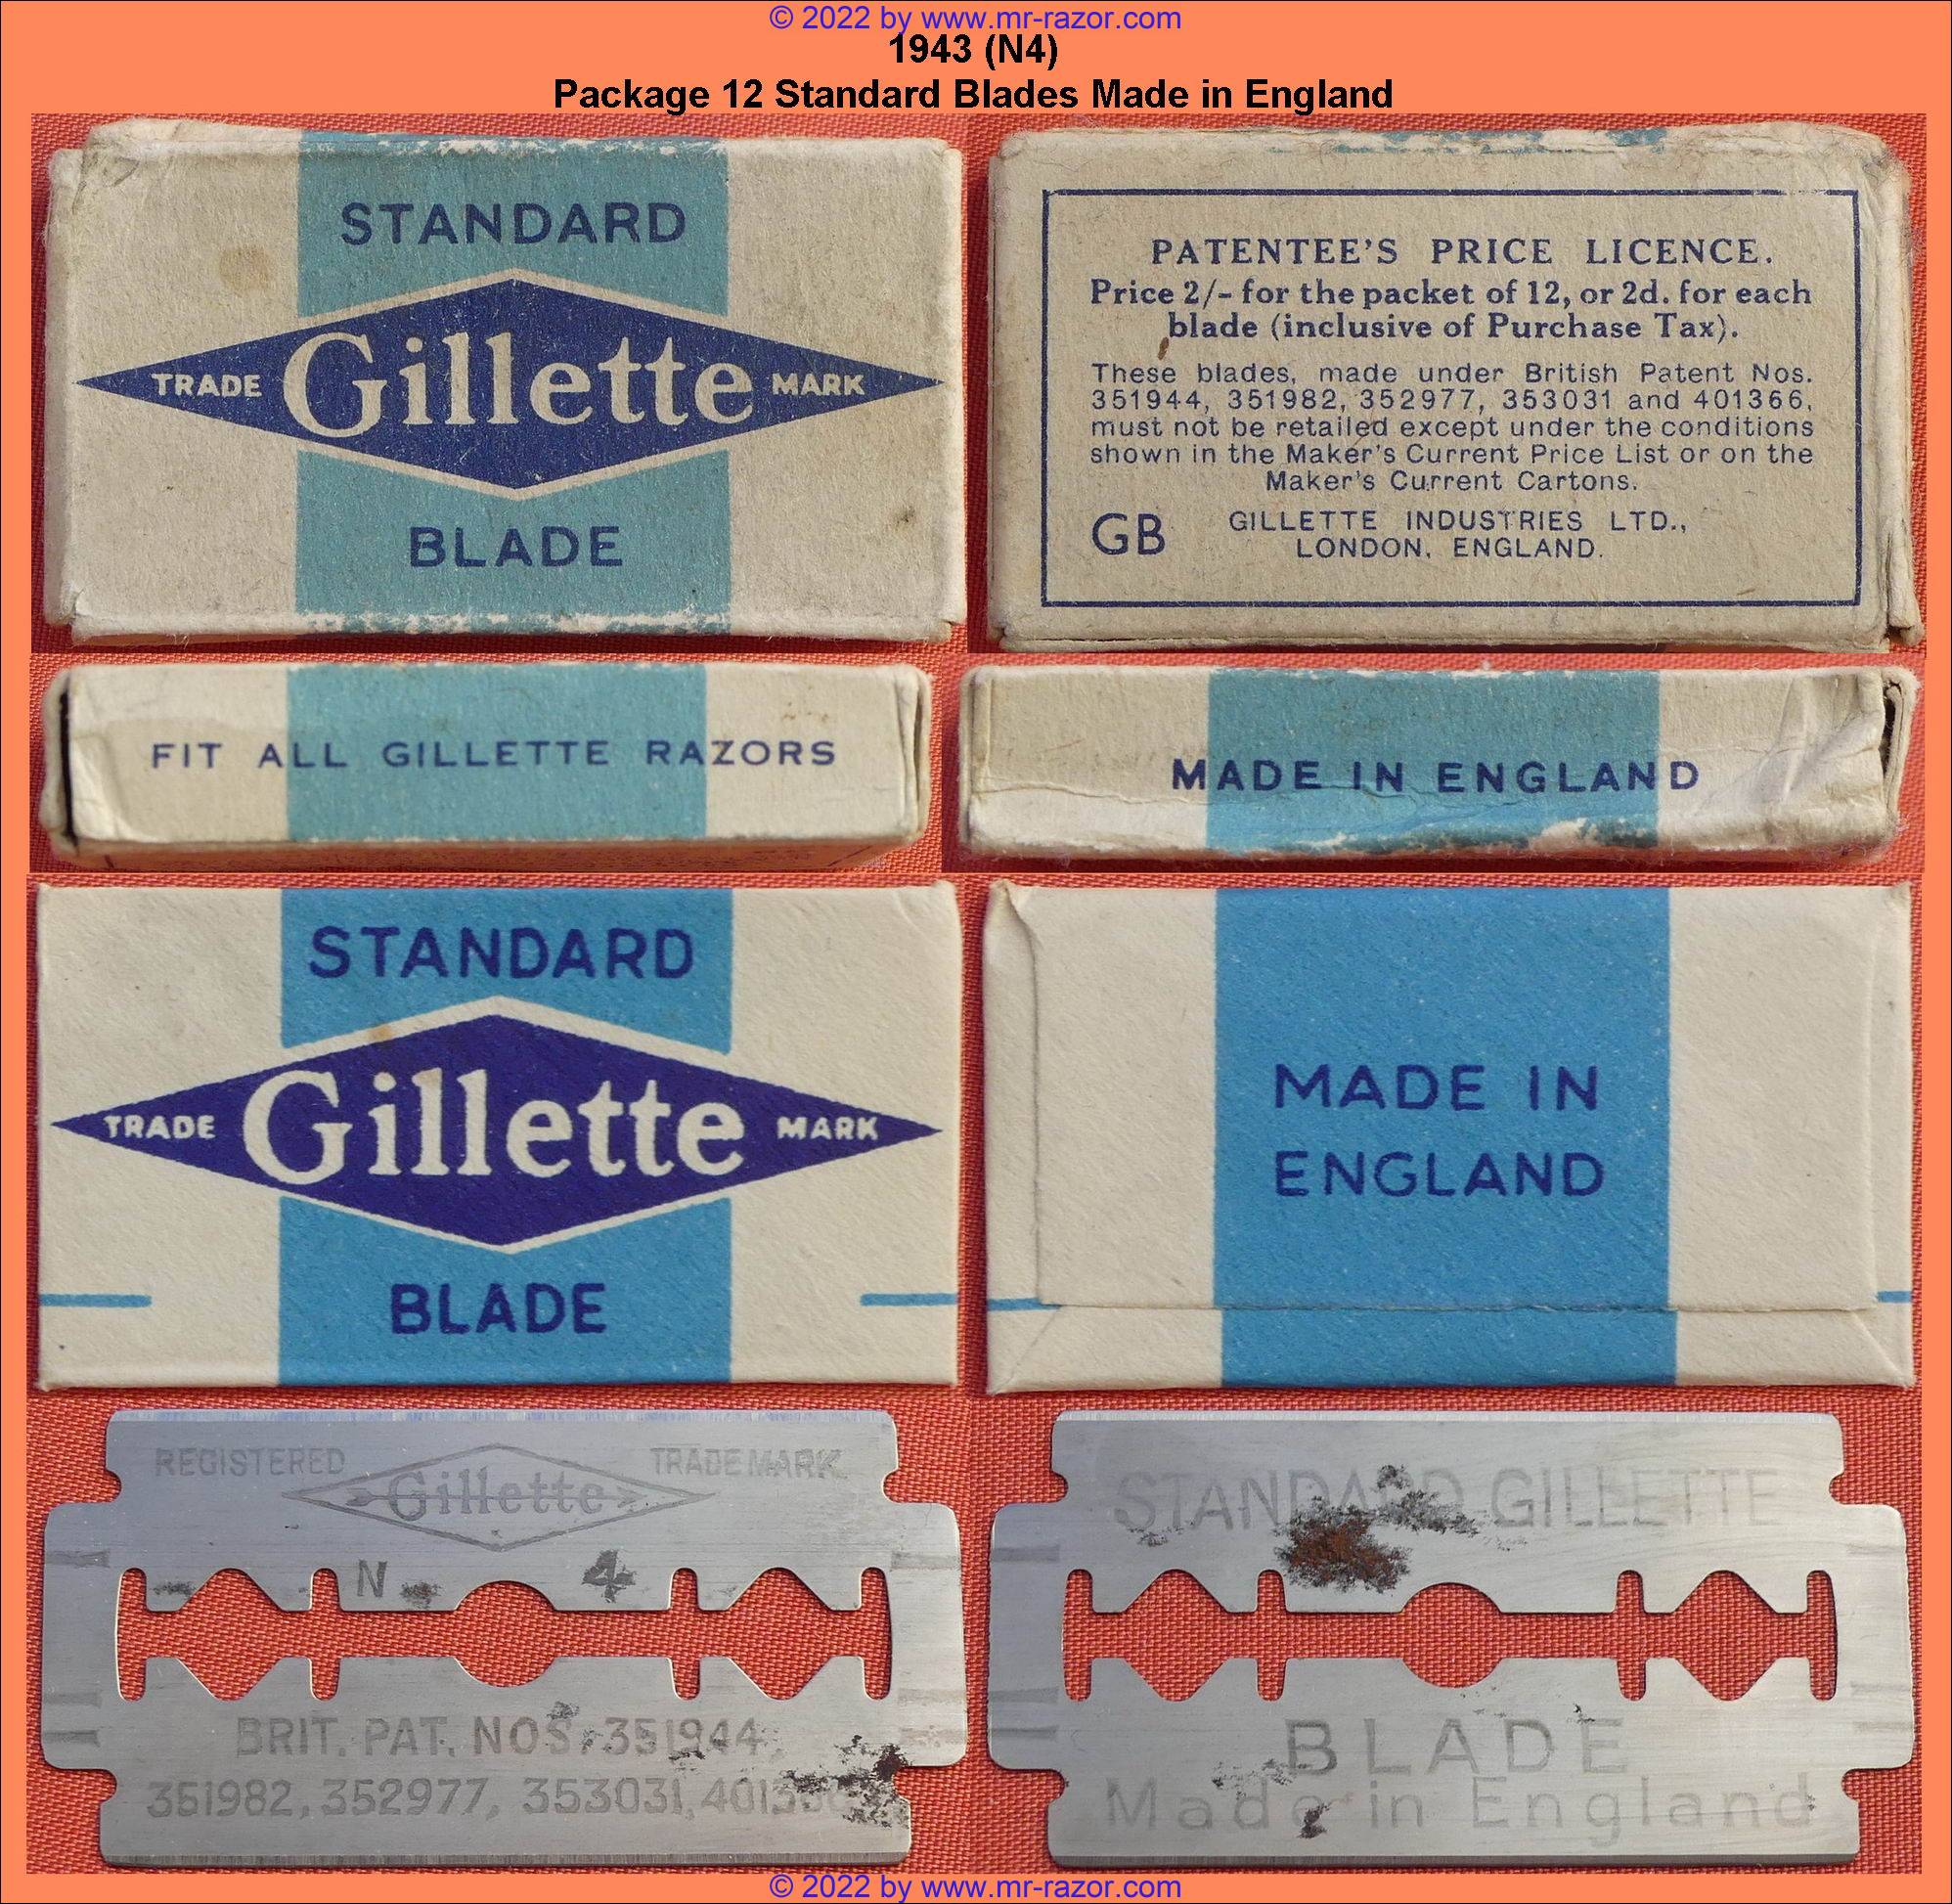 © 2022 by www.mr-razor.com
1943 (N4)
Package 12 Standard Blades Made in England
STANDARD
TRADE Gillette MARK
BLADE
PATENTEE'S PRICE LICENCE.
Price 2/- for the packet of 12, or 2d. for each
blade (inclusive of Purchase Tax).
These blades, made under British Patent Nos.
351944, 351982, 352977, 353031 and 401366,
must not be retailed except under the conditions
shown in the Maker's Current Price List or on the
Maker's Current Cartons.
GB
GILLETTE INDUSTRIES LTD.,
LONDON, ENGLAND.
FIT ALL GILLETTE RAZORS
MADE IN ENGLAND
STANDARD
TRADE Gillette MARK
BLADE
MADE IN
ENGLAND
REGISTERED Gillette TRADE MARK
N 4
BRIT. PAT. NOS. 351944,
351982, 352977, 353031,
STANDARD GILLETTE
BLADE
Made in England
© 2022 by www.mr-razor.com